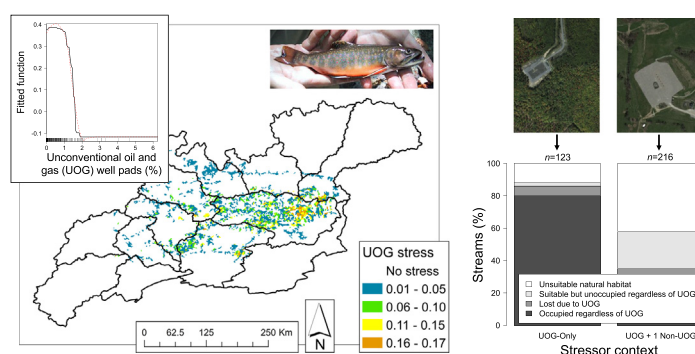 0.4
0.3
0.2
0.1
0.0
-0.1
Fitted function
0 1 2 3 4 5 6
Unconventional oil and
gas (UOG) well pads (%)
UOG stress
No stress
0.01 - 0.05
0.06 - 0.10
0.11 - 0.15
0.16 - 0.17
0 62.5 125 250 Km
N
n=123 n=216
100
80
60
40
20
0
Streams (%)
Unsuitable natural habitat
Suitable but unoccupied regardless of UOG
Lost due to UOG
Occupied regardless of UOG
UOG-Only UOG + 1 Non-UOG
Stressor context